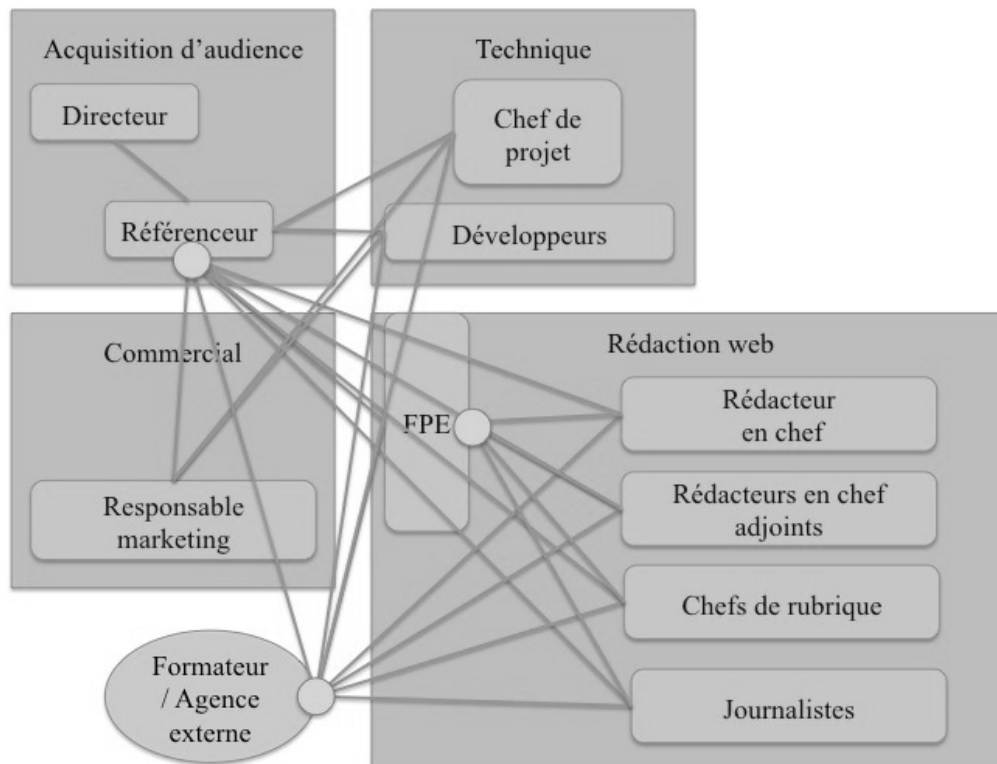 Acquisition d’audience
Directeur
Référenceur
Technique
Chef de
projet
Développeurs
Commercial
Responsable
marketing
Rédaction web
FPE
Rédacteur
en chef
Rédacteurs en chef
adjoints
Chefs de rubrique
Journalistes
Formateur
/ Agence
externe